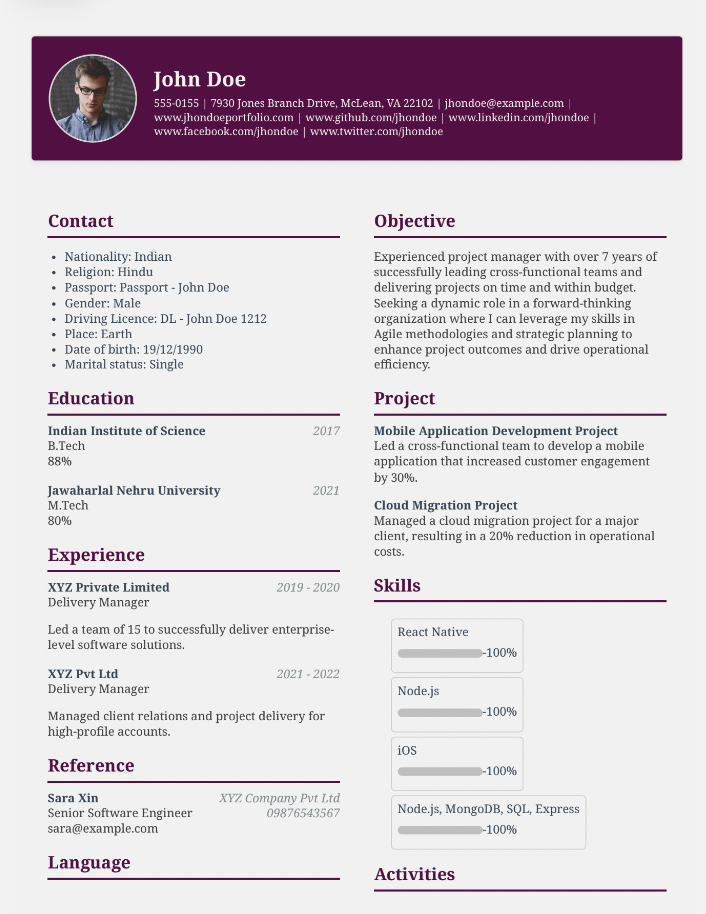 John Doe
555-0155 | 7930 Jones Branch Drive, McLean, VA 22102 | jhondoe@example.com |
www.jhondoeportfolio.com | www.github.com/jhondoe | www.linkedin.com/jhondoe |
www.facebook.com/jhondoe | www.twitter.com/jhondoe
Contact
• Nationality: Indian
• Religion: Hindu
• Passport: Passport - John Doe
• Gender: Male
• Driving Licence: DL - John Doe 1212
• Place: Earth
• Date of birth: 19/12/1990
• Marital status: Single
Education
Indian Institute of Science 2017
B.Tech
88%
Jawaharlal Nehru University 2021
M.Tech
80%
Experience
XYZ Private Limited 2019 - 2020
Delivery Manager
Led a team of 15 to successfully deliver enterprise-
level software solutions.
XYZ Pvt Ltd 2021 - 2022
Delivery Manager
Managed client relations and project delivery for
high-profile accounts.
Reference
Sara Xin XYZ Company Pvt Ltd
Senior Software Engineer 09876543567
sara@example.com
Language
Objective
Experienced project manager with over 7 years of
successfully leading cross-functional teams and
delivering projects on time and within budget.
Seeking a dynamic role in a forward-thinking
organization where I can leverage my skills in
Agile methodologies and strategic planning to
enhance project outcomes and drive operational
efficiency.
Project
Mobile Application Development Project
Led a cross-functional team to develop a mobile
application that increased customer engagement
by 30%.
Cloud Migration Project
Managed a cloud migration project for a major
client, resulting in a 20% reduction in operational
costs.
Skills
React Native
-100%
Node.js
-100%
iOS
-100%
Node.js, MongoDB, SQL, Express
-100%
Activities